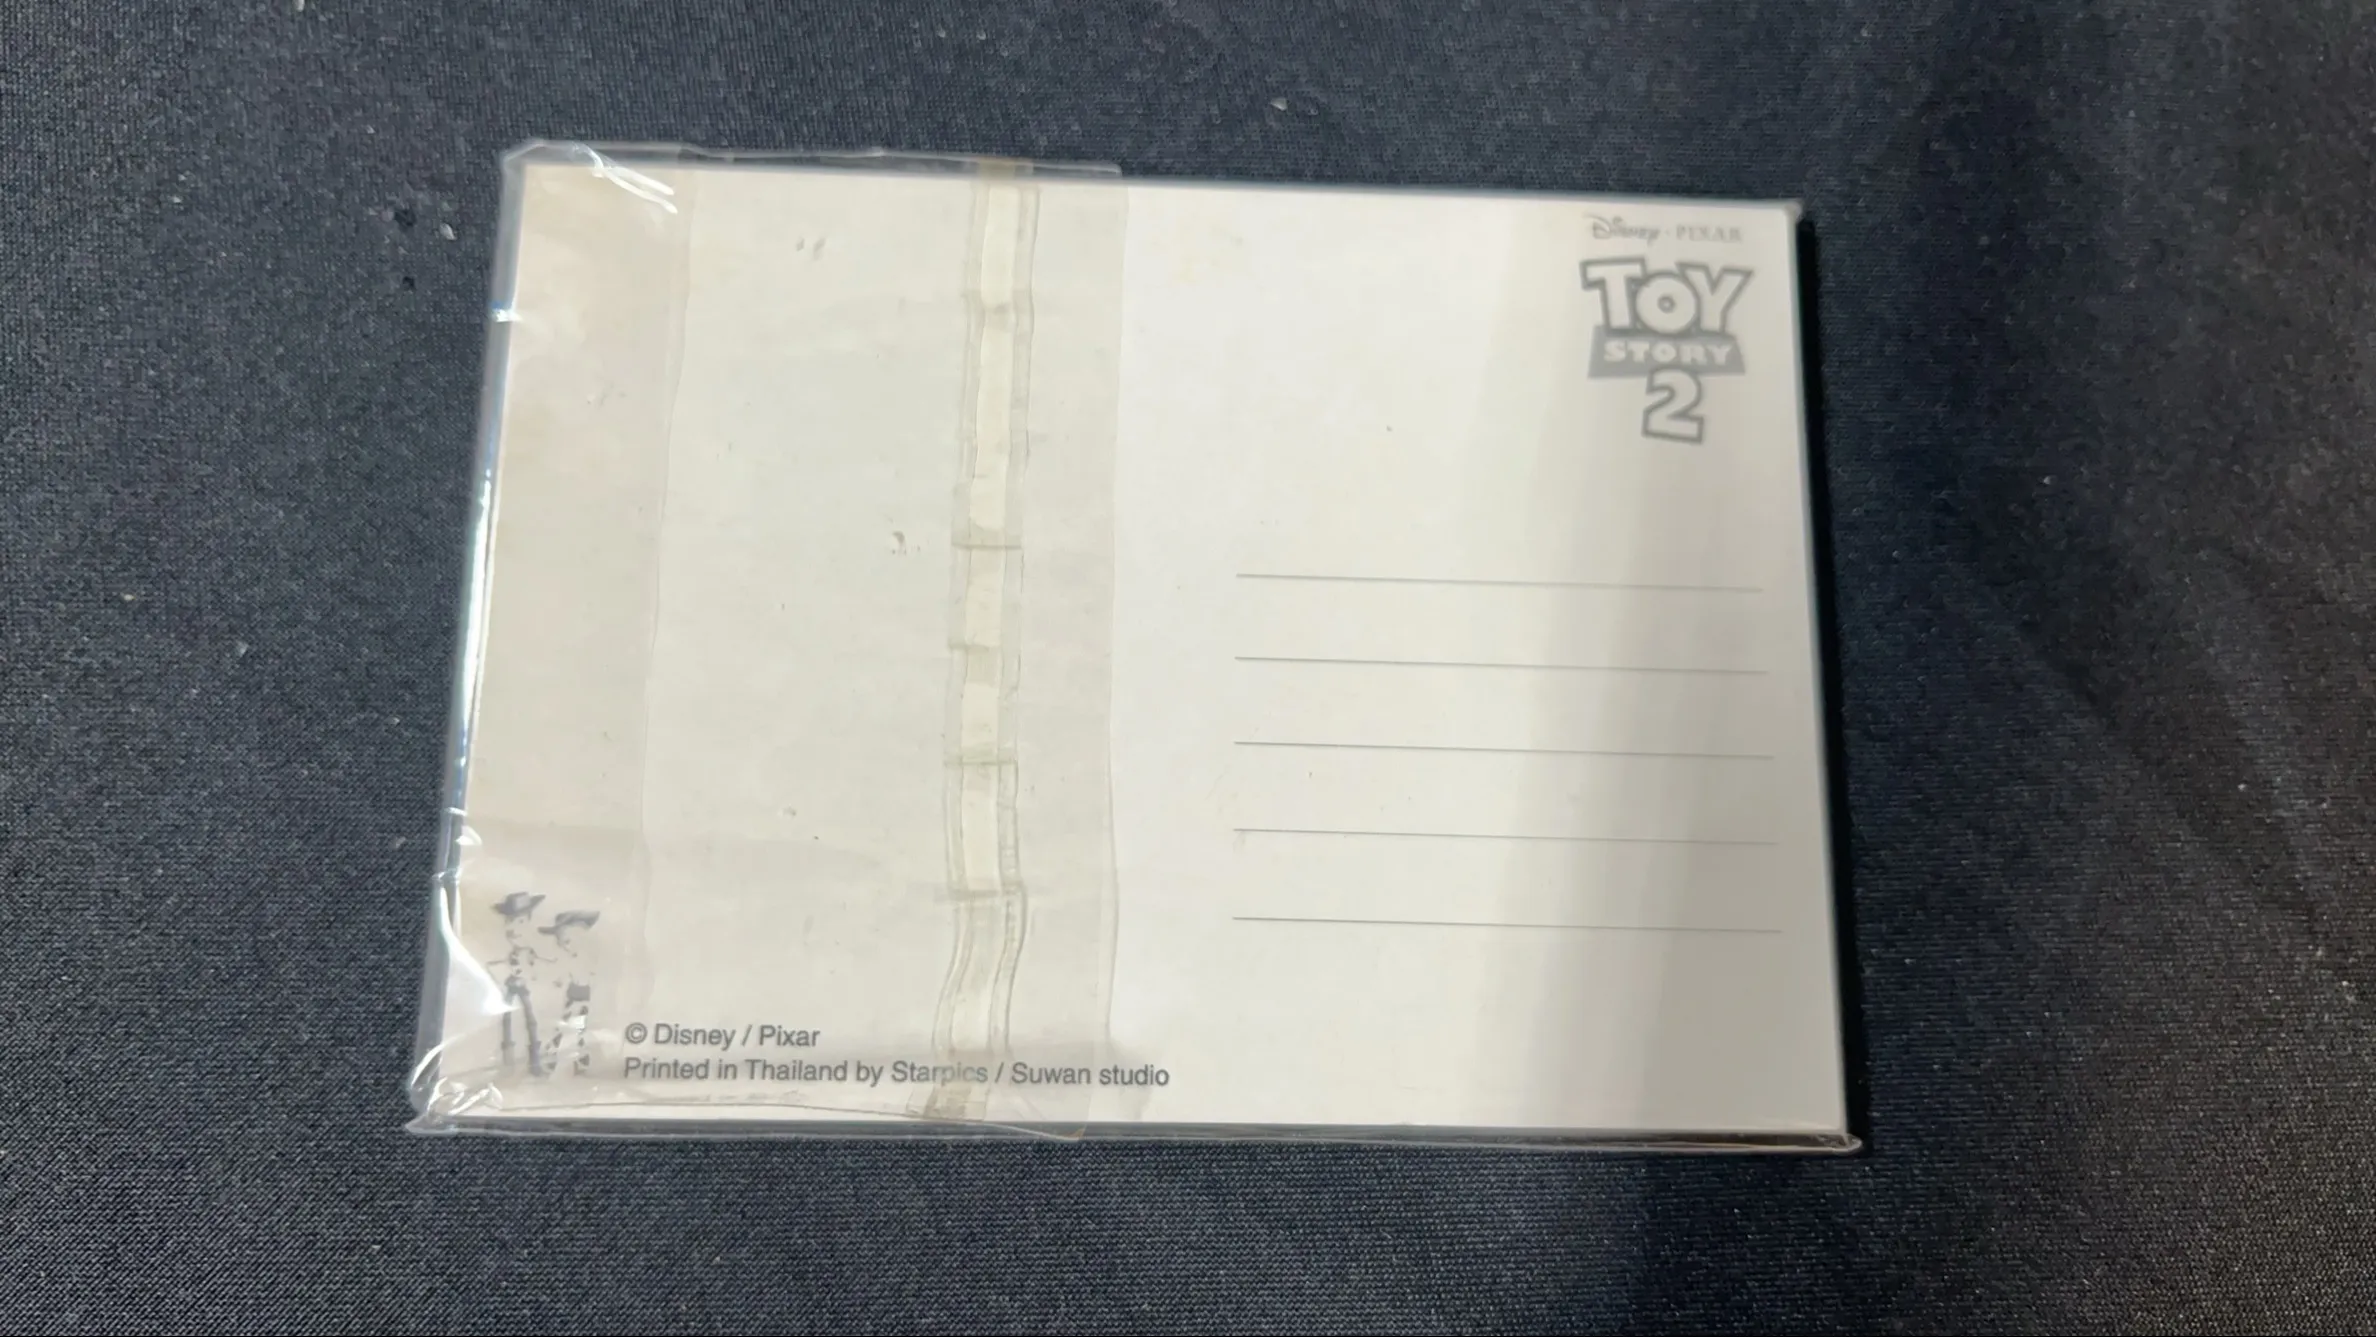 Disney · PIXAR
TOY
STORY
2
© Disney / Pixar
Printed in Thailand by Starpics / Suwan studio